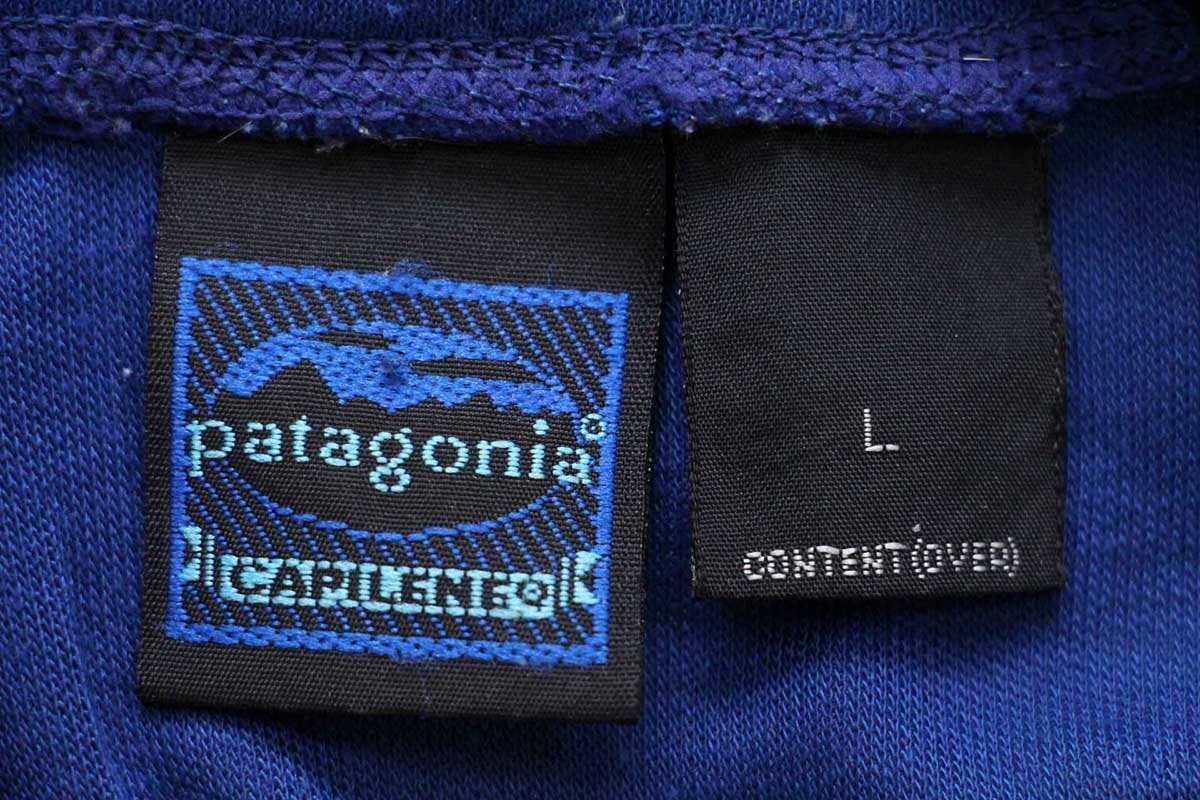 patagonia®
CAPILENE®
L
CONTENT (OVER)